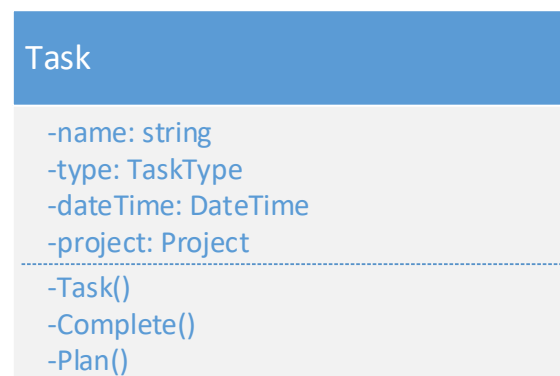 Task
-name: string
-type: TaskType
-dateTime: DateTime
-project: Project
-Task()
-Complete()
-Plan()